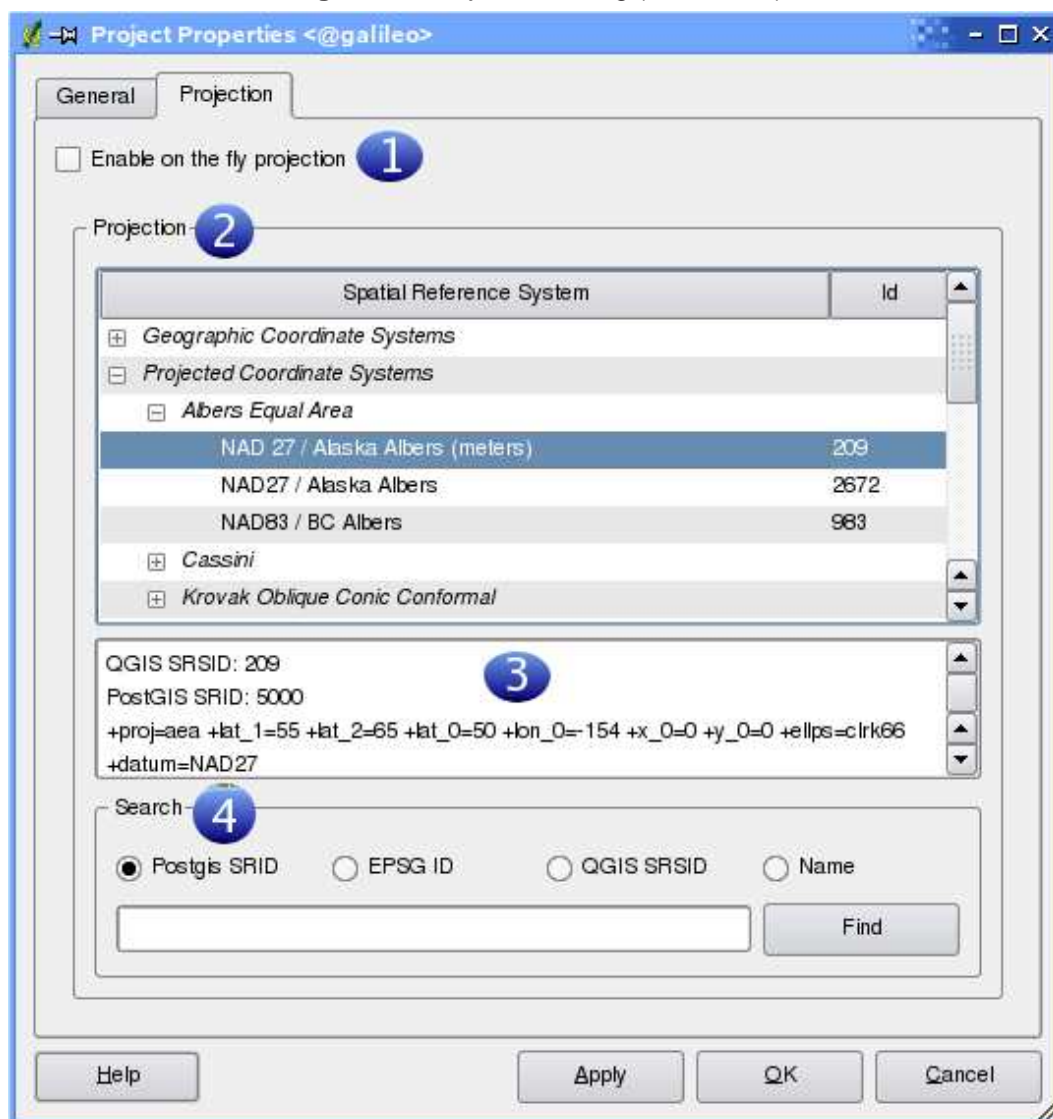 Project Properties <@galileo>
General Projection
Enable on the fly projection 1
Projection 2
Spatial Reference System Id
Geographic Coordinate Systems
Projected Coordinate Systems
Albers Equal Area
NAD 27 / Alaska Albers (meters) 209
NAD27 / Alaska Albers 2672
NAD83 / BC Albers 983
Cassini
Krovak Oblique Conic Conformal
QGIS SRSID: 209 3
PostGIS SRID: 5000
+proj=aea +lat_1=55 +lat_2=65 +lat_0=50 +lon_0=-154 +x_0=0 +y_0=0 +ellps=clrk66
+datum=NAD27
Search 4
Postgis SRID EPSG ID QGIS SRSID Name
Find
Help Apply OK Cancel